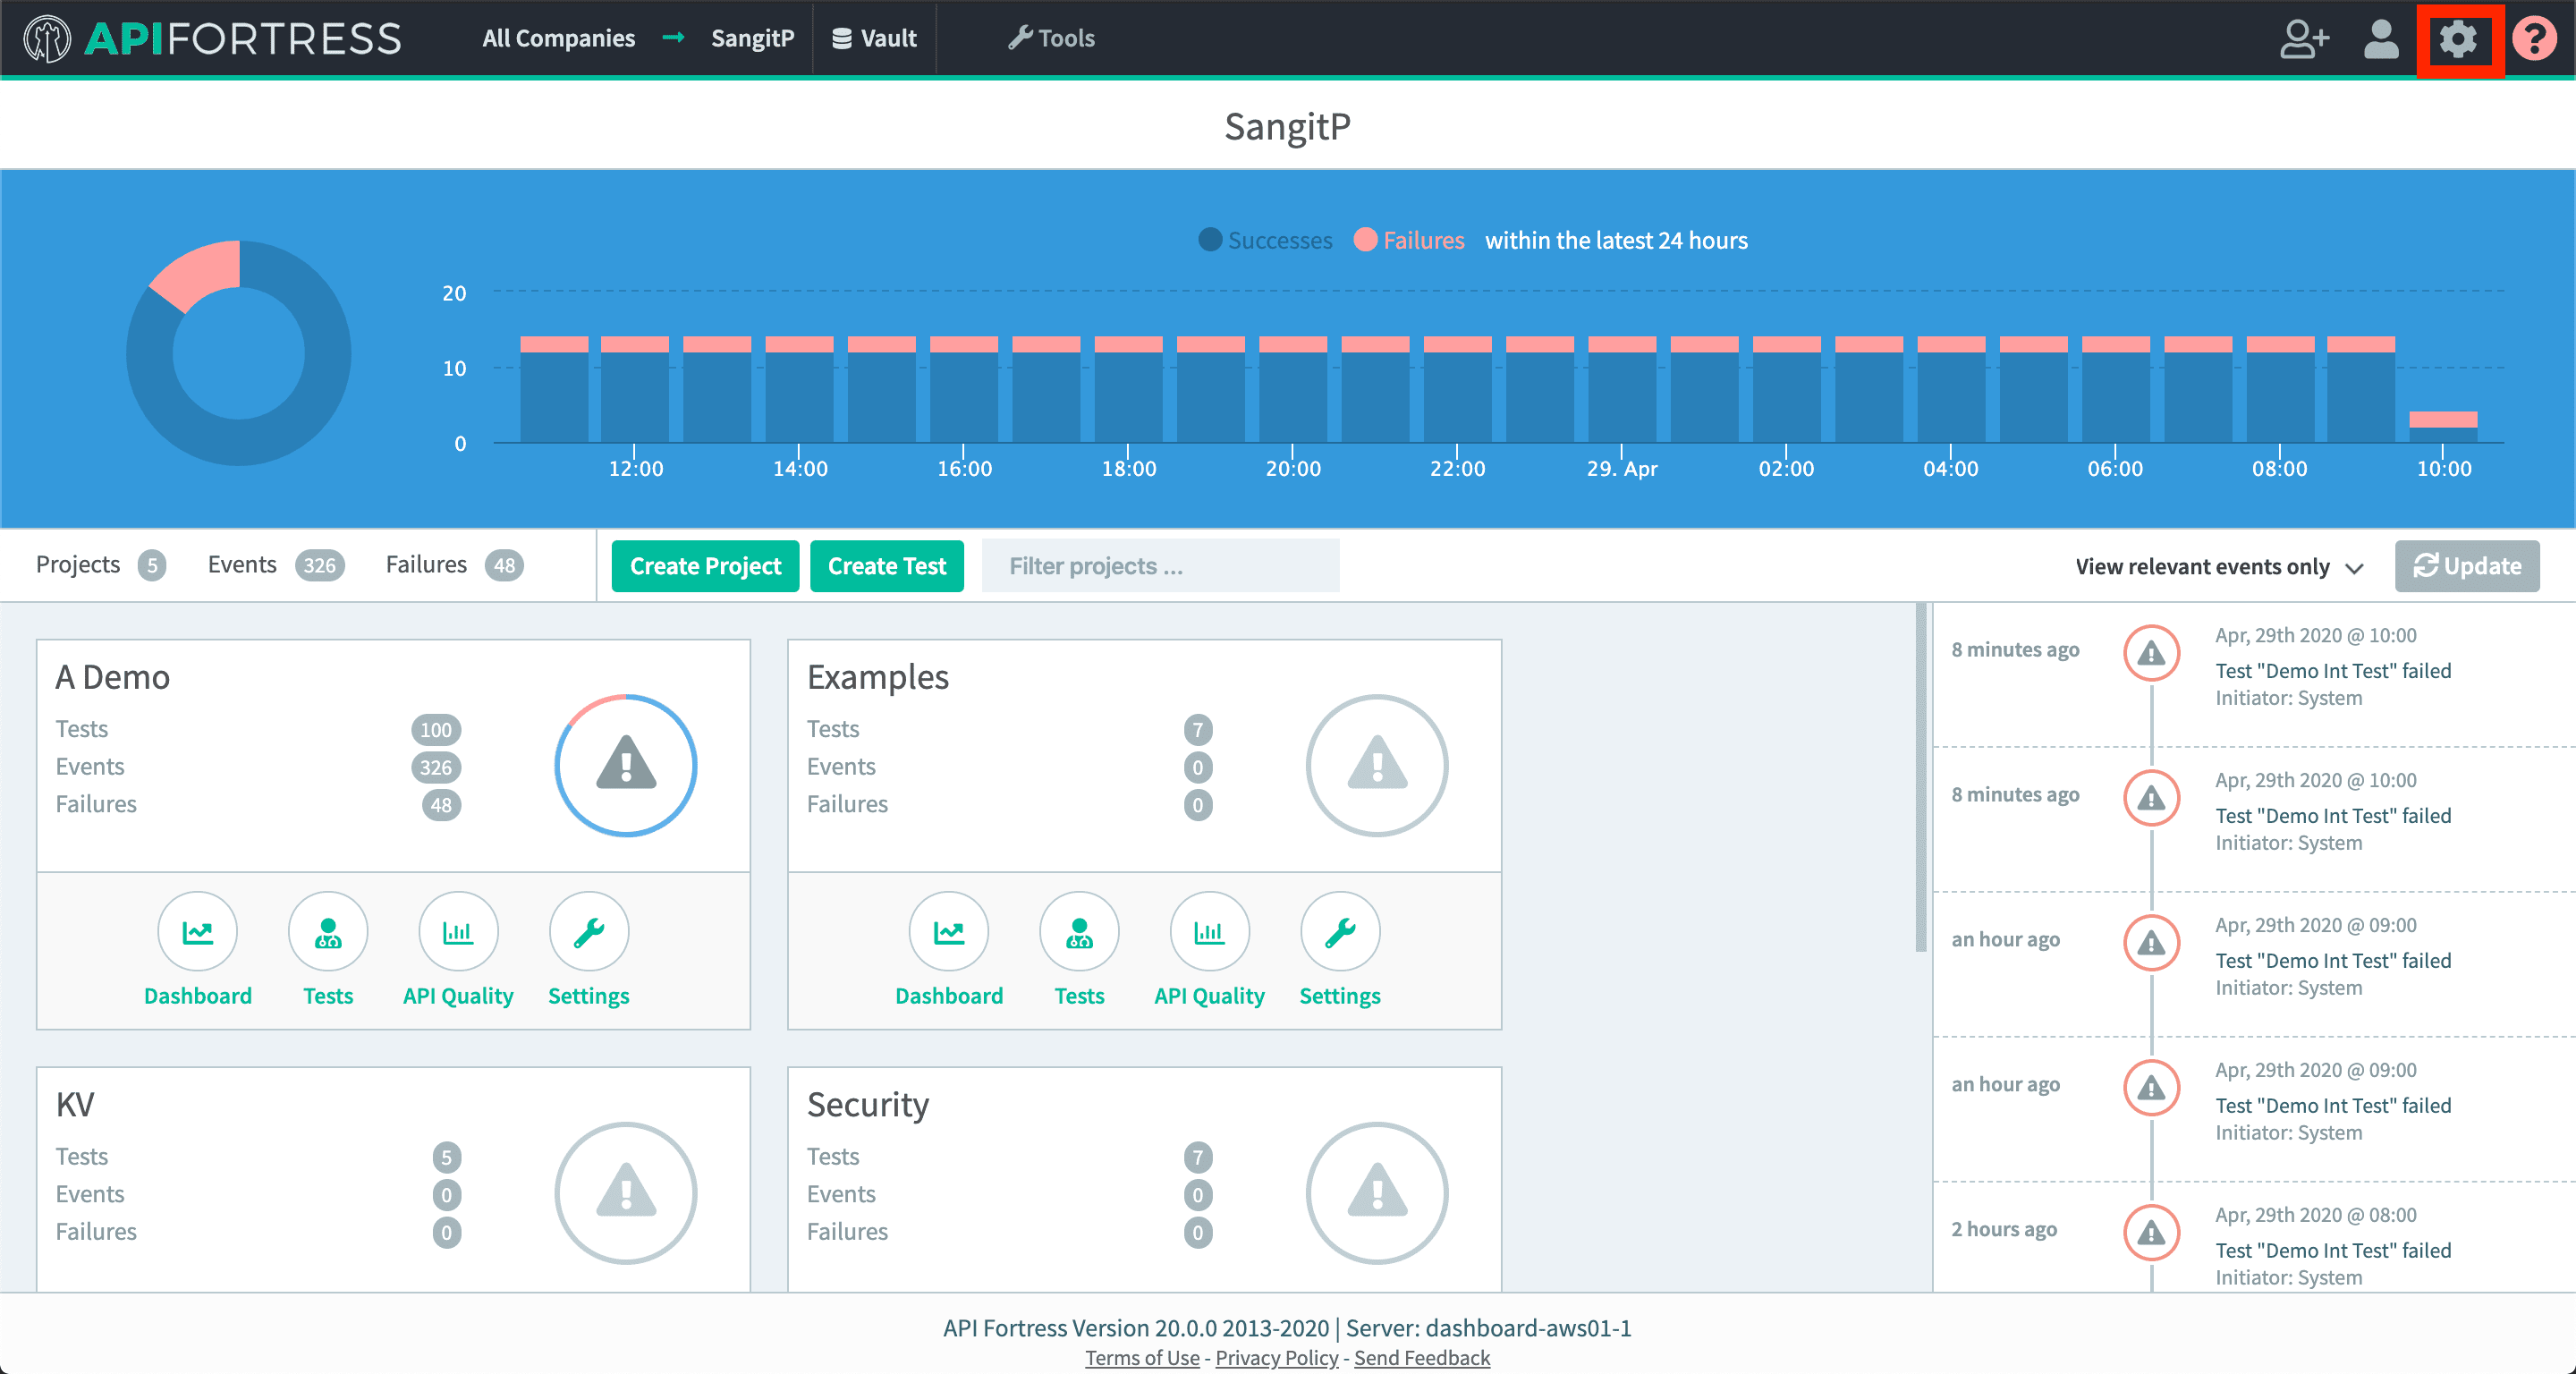 APIFORTRESS All Companies → SangitP Vault Tools ?
SangitP
Successes Failures within the latest 24 hours
20
10
0
12:00 14:00 16:00 18:00 20:00 22:00 29. Apr 02:00 04:00 06:00 08:00 10:00
Projects 5 Events 326 Failures 48 Create Project Create Test Filter projects ... View relevant events only Update
A Demo
Tests 100
Events 326
Failures 48
Dashboard Tests API Quality Settings
Examples
Tests 7
Events 0
Failures 0
Dashboard Tests API Quality Settings
KV
Tests 5
Events 0
Failures 0
Security
Tests 7
Events 0
Failures 0
8 minutes ago
Apr, 29th 2020 @ 10:00
Test "Demo Int Test" failed
Initiator: System
8 minutes ago
Apr, 29th 2020 @ 10:00
Test "Demo Int Test" failed
Initiator: System
an hour ago
Apr, 29th 2020 @ 09:00
Test "Demo Int Test" failed
Initiator: System
an hour ago
Apr, 29th 2020 @ 09:00
Test "Demo Int Test" failed
Initiator: System
2 hours ago
Apr, 29th 2020 @ 08:00
Test "Demo Int Test" failed
Initiator: System
API Fortress Version 20.0.0 2013-2020 | Server: dashboard-aws01-1
Terms of Use - Privacy Policy - Send Feedback